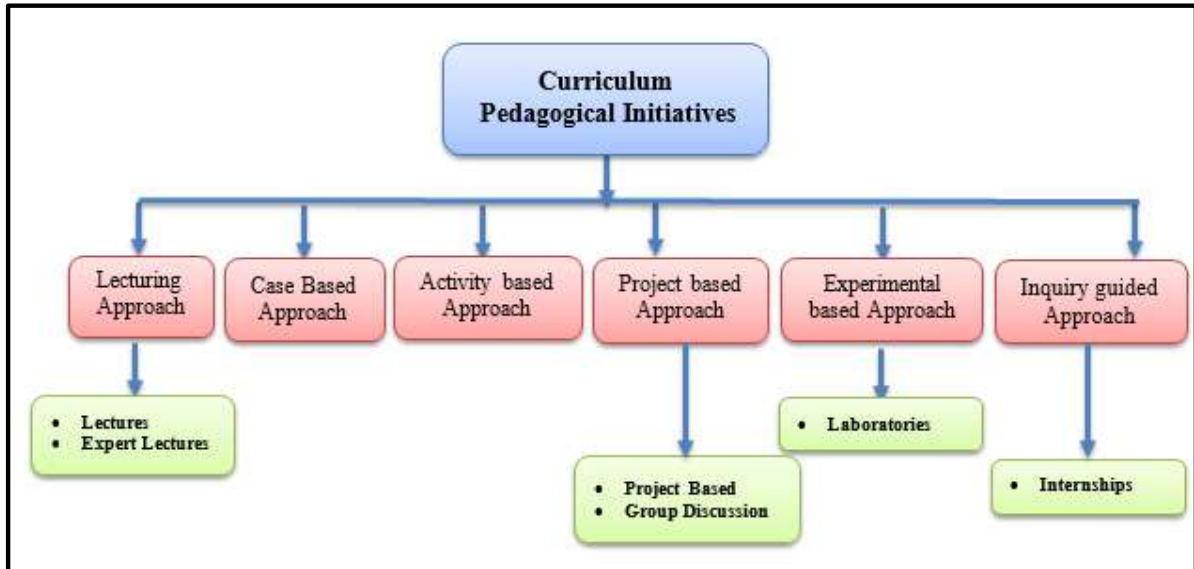 Curriculum
Pedagogical Initiatives
Lecturing
Approach
Case Based
Approach
Activity based
Approach
Project based
Approach
Experimental
based Approach
Inquiry guided
Approach
• Lectures
• Expert Lectures
• Project Based
• Group Discussion
• Laboratories
• Internships